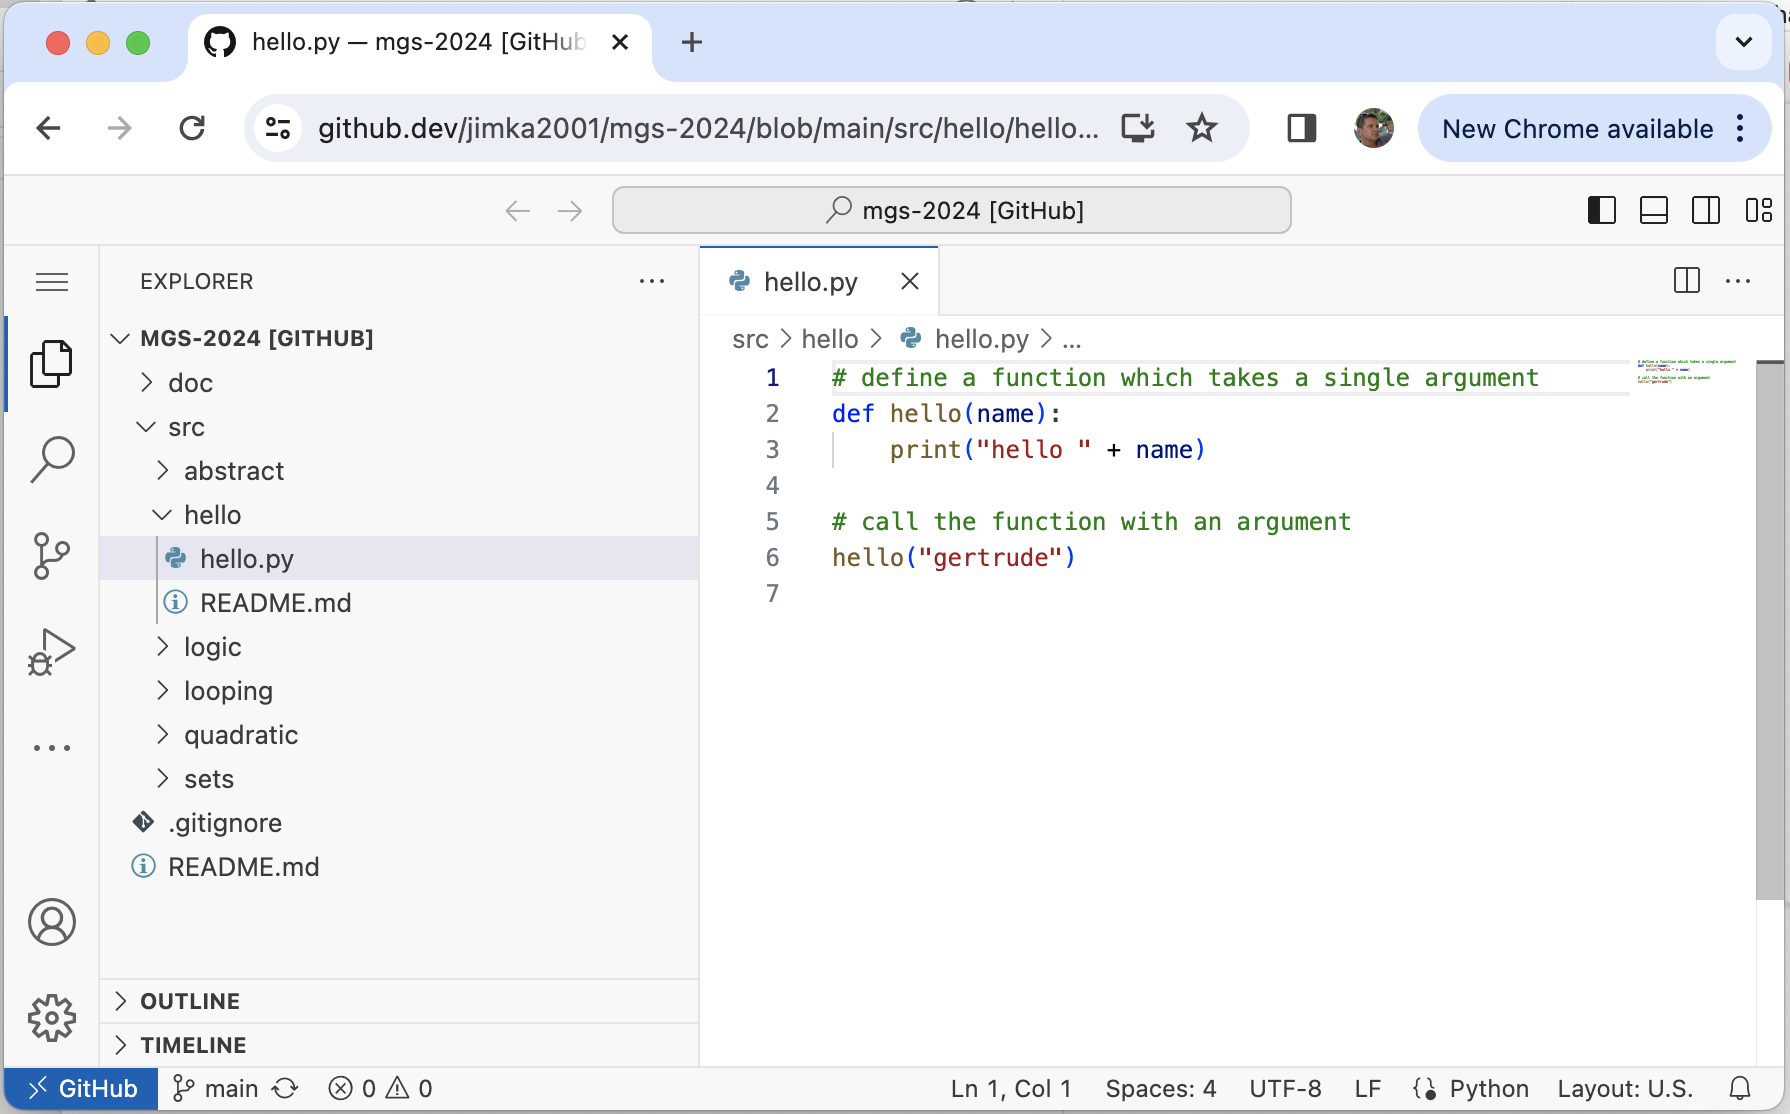 hello.py — mgs-2024 [GitHub
github.dev/jimka2001/mgs-2024/blob/main/src/hello/hello...
New Chrome available
mgs-2024 [GitHub]
EXPLORER
MGS-2024 [GITHUB]
doc
src
abstract
hello
hello.py
README.md
logic
looping
quadratic
sets
.gitignore
README.md
OUTLINE
TIMELINE
hello.py
src > hello > hello.py > ...
1 # define a function which takes a single argument
2 def hello(name):
3     print("hello " + name)
4
5 # call the function with an argument
6 hello("gertrude")
7
GitHub main 0 0 Ln 1, Col 1 Spaces: 4 UTF-8 LF Python Layout: U.S.